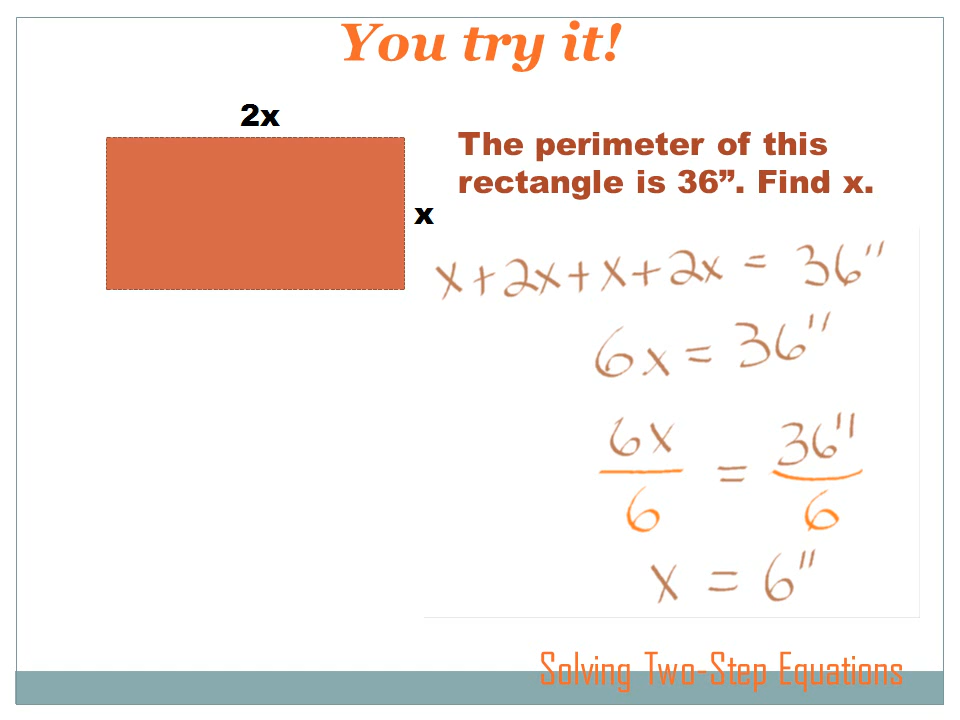 You try it!
2x
The perimeter of this
rectangle is 36”. Find x.
x
x+2x+x+2x = 36"
6x = 36"
6x = 36"
6 6
x = 6"
Solving Two-Step Equations